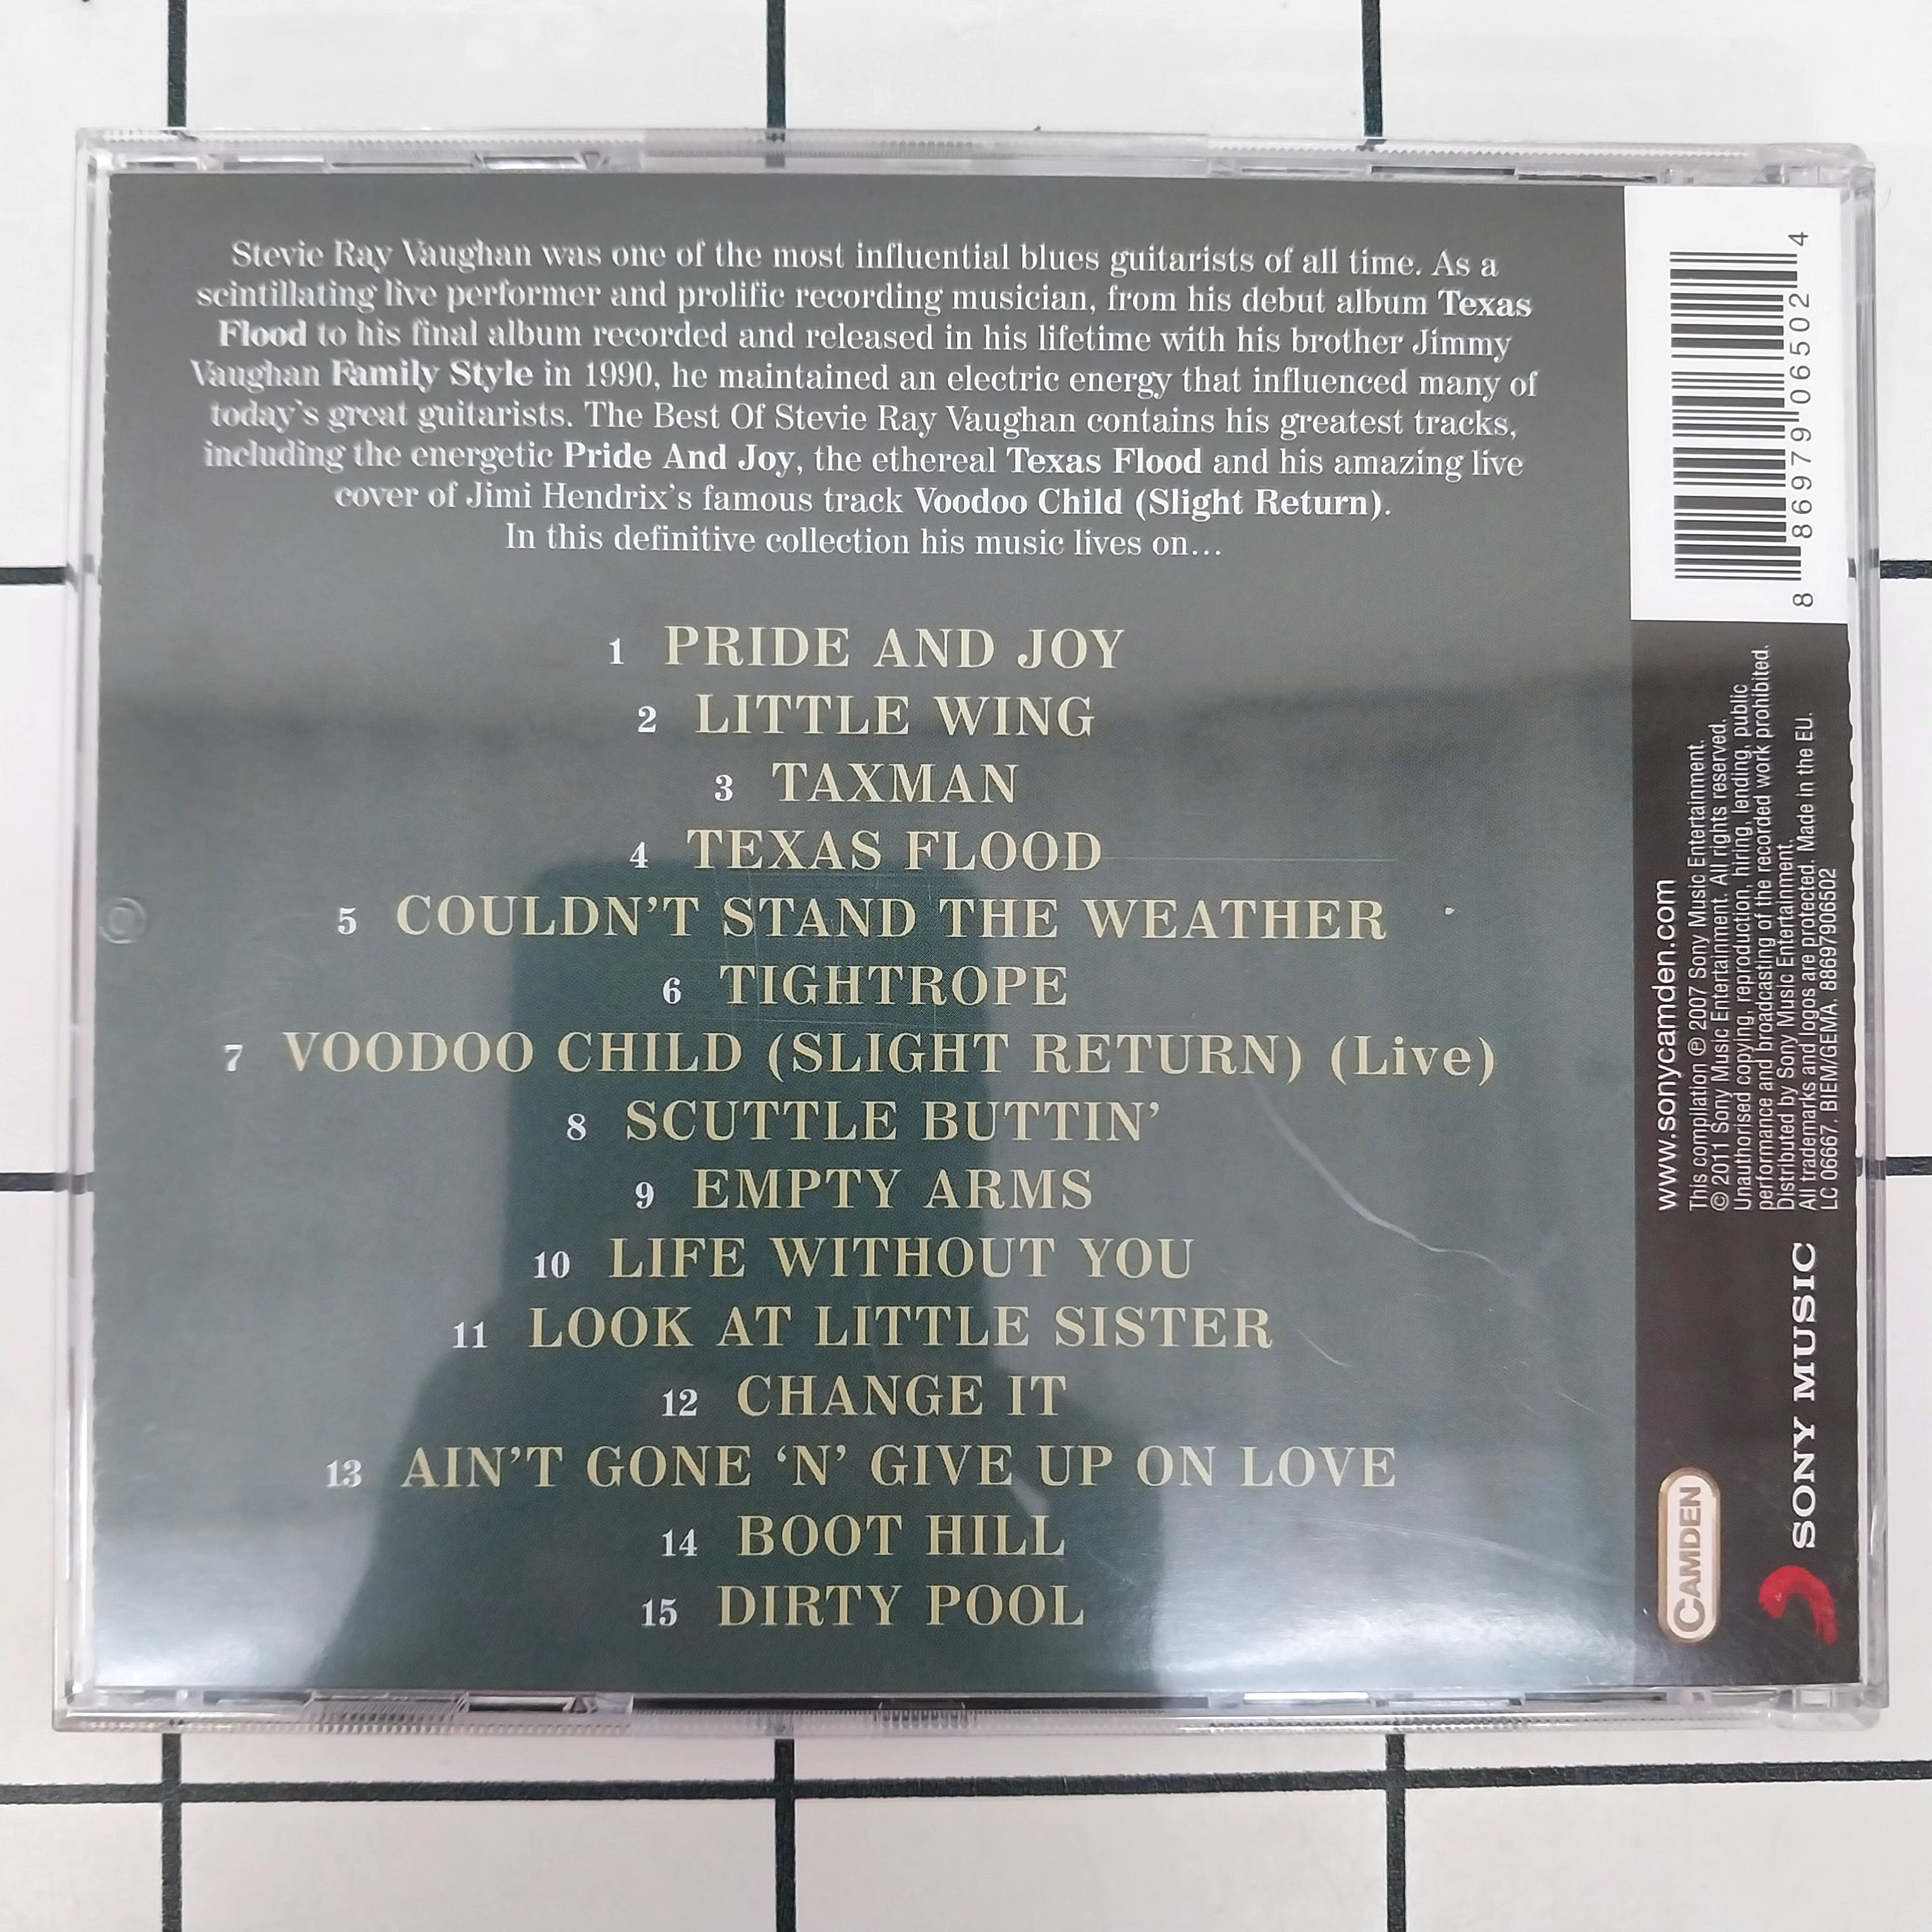 Stevie Ray Vaughan was one of the most influential blues guitarists of all time. As a
scintillating live performer and prolific recording musician, from his debut album Texas
Flood to his final album recorded and released in his lifetime with his brother Jimmy
Vaughan Family Style in 1990, he maintained an electric energy that influenced many of
today's great guitarists. The Best Of Stevie Ray Vaughan contains his greatest tracks,
including the energetic Pride And Joy, the ethereal Texas Flood and his amazing live
cover of Jimi Hendrix's famous track Voodoo Child (Slight Return).
In this definitive collection his music lives on...
1 PRIDE AND JOY
2 LITTLE WING
3 TAXMAN
4 TEXAS FLOOD
5 COULDN'T STAND THE WEATHER
6 TIGHTROPE
7 VOODOO CHILD (SLIGHT RETURN) (Live)
8 SCUTTLE BUTTIN'
9 EMPTY ARMS
10 LIFE WITHOUT YOU
11 LOOK AT LITTLE SISTER
12 CHANGE IT
13 AIN'T GONE 'N' GIVE UP ON LOVE
14 BOOT HILL
15 DIRTY POOL
8 86979 06502 4
www.sonycamden.com
This compilation ℗ 2007 Sony Music Entertainment.
© 2011 Sony Music Entertainment. All rights reserved.
Unauthorised copying, reproduction, hiring, lending, public
performance and broadcasting of the recorded work prohibited.
Distributed by Sony Music Entertainment.
All trademarks and logos are protected. Made in the EU.
LC 06667. BIEM/GEMA. 88697906502
CAMDEN
SONY MUSIC